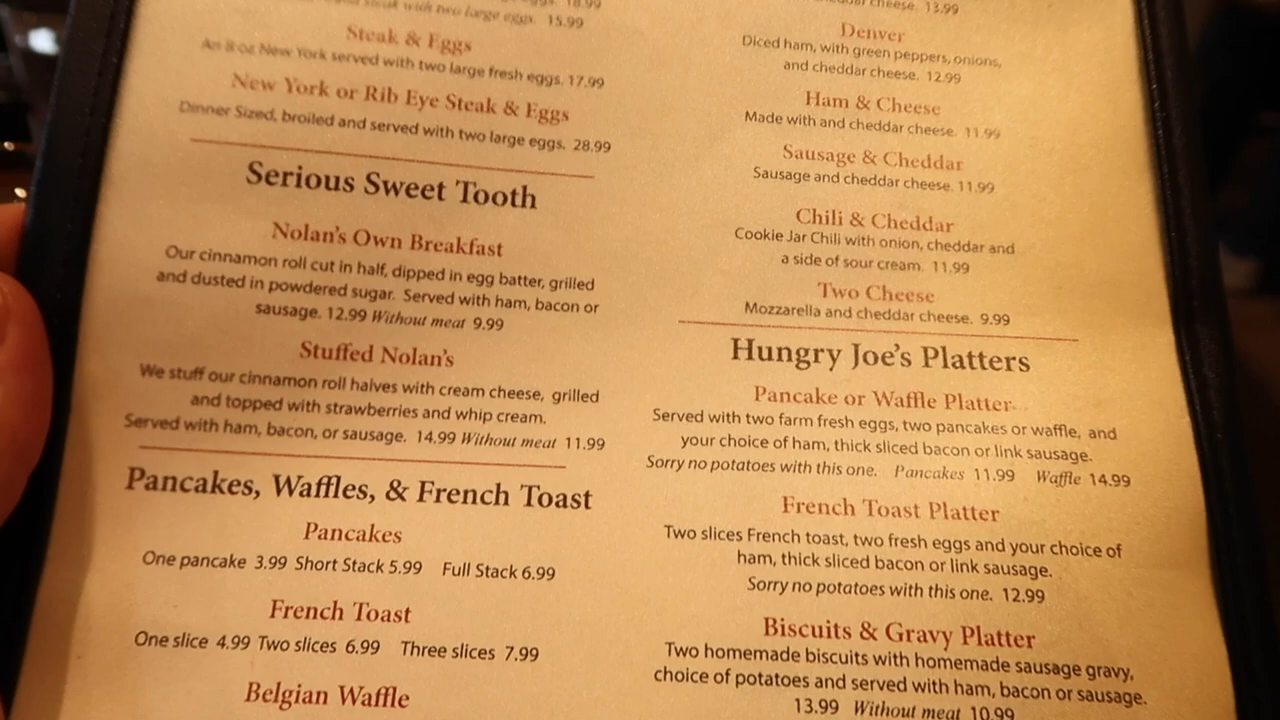 steak with two large eggs. 15.99
Steak & Eggs
An 8 oz. New York served with two large fresh eggs. 17.99
New York or Rib Eye Steak & Eggs
Dinner Sized, broiled and served with two large eggs. 28.99
Serious Sweet Tooth
Nolan's Own Breakfast
Our cinnamon roll cut in half, dipped in egg batter, grilled
and dusted in powdered sugar. Served with ham, bacon or
sausage. 12.99 Without meat 9.99
Stuffed Nolan's
We stuff our cinnamon roll halves with cream cheese, grilled
and topped with strawberries and whip cream.
Served with ham, bacon, or sausage. 14.99 Without meat 11.99
Pancakes, Waffles, & French Toast
Pancakes
One pancake 3.99 Short Stack 5.99 Full Stack 6.99
French Toast
One slice 4.99 Two slices 6.99 Three slices 7.99
Belgian Waffle
cheese. 13.99
Denver
Diced ham, with green peppers, onions,
and cheddar cheese. 12.99
Ham & Cheese
Made with and cheddar cheese. 11.99
Sausage & Cheddar
Sausage and cheddar cheese. 11.99
Chili & Cheddar
Cookie Jar Chili with onion, cheddar and
a side of sour cream. 11.99
Two Cheese
Mozzarella and cheddar cheese. 9.99
Hungry Joe's Platters
Pancake or Waffle Platter
Served with two farm fresh eggs, two pancakes or waffle, and
your choice of ham, thick sliced bacon or link sausage.
Sorry no potatoes with this one. Pancakes 11.99 Waffle 14.99
French Toast Platter
Two slices French toast, two fresh eggs and your choice of
ham, thick sliced bacon or link sausage.
Sorry no potatoes with this one. 12.99
Biscuits & Gravy Platter
Two homemade biscuits with homemade sausage gravy,
choice of potatoes and served with ham, bacon or sausage.
13.99 Without meat 10.99